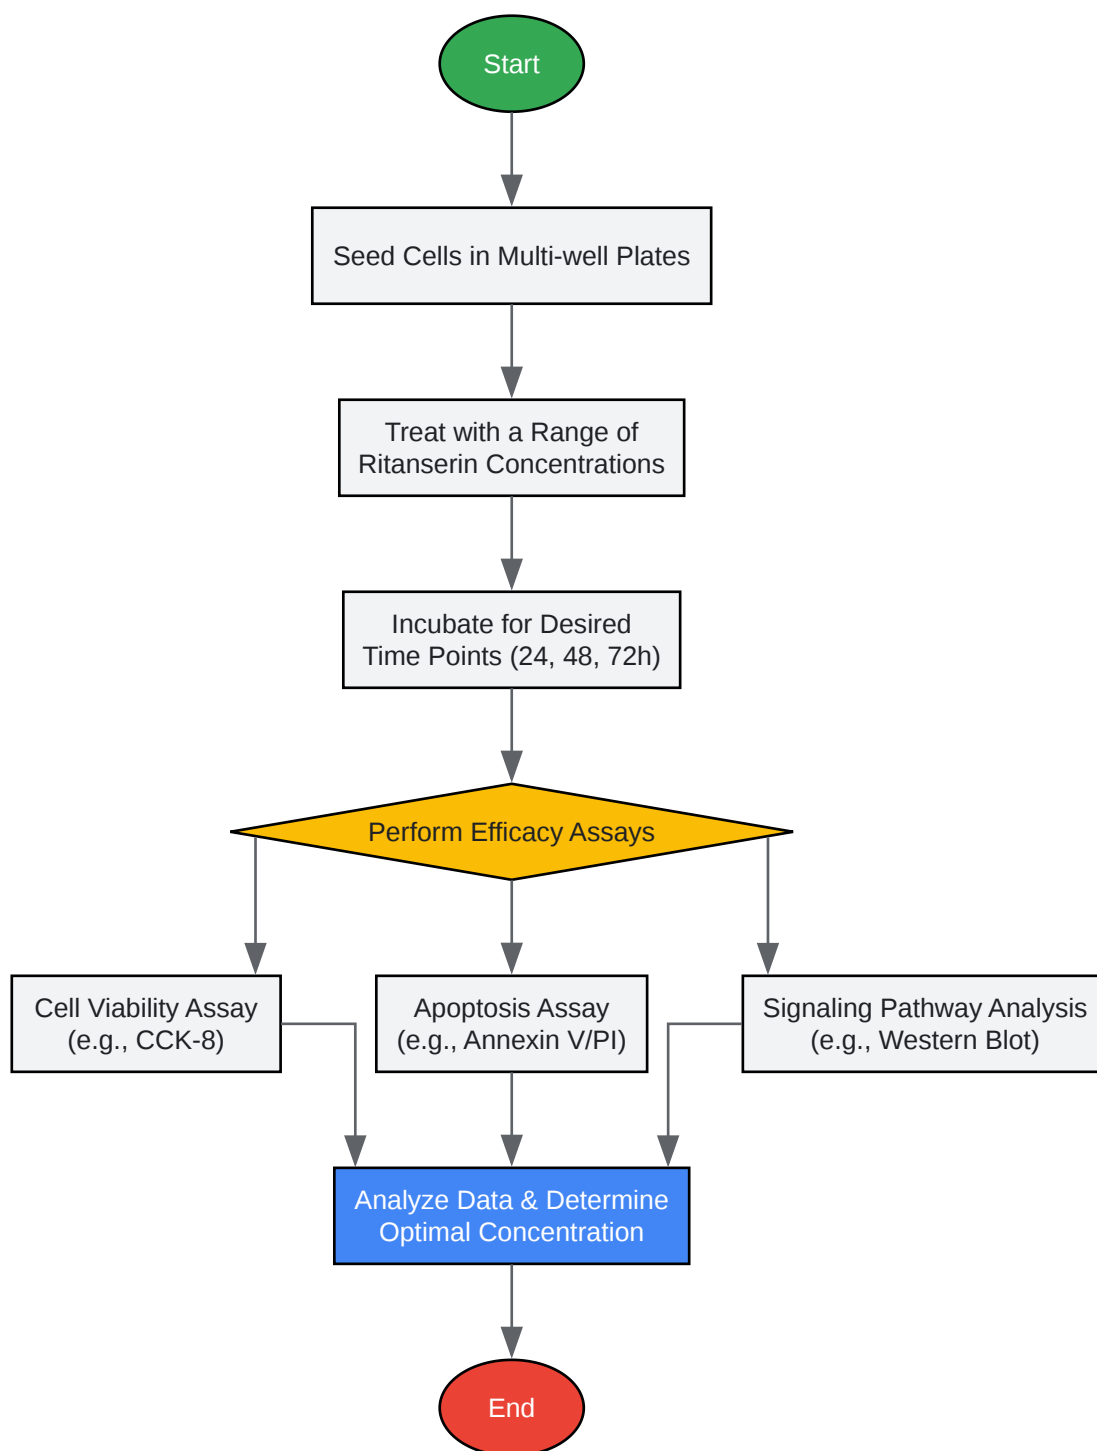 Start
Seed Cells in Multi-well Plates
Treat with a Range of
Ritanserin Concentrations
Incubate for Desired
Time Points (24, 48, 72h)
Perform Efficacy Assays
Cell Viability Assay
(e.g., CCK-8)
Apoptosis Assay
(e.g., Annexin V/PI)
Signaling Pathway Analysis
(e.g., Western Blot)
Analyze Data & Determine
Optimal Concentration
End